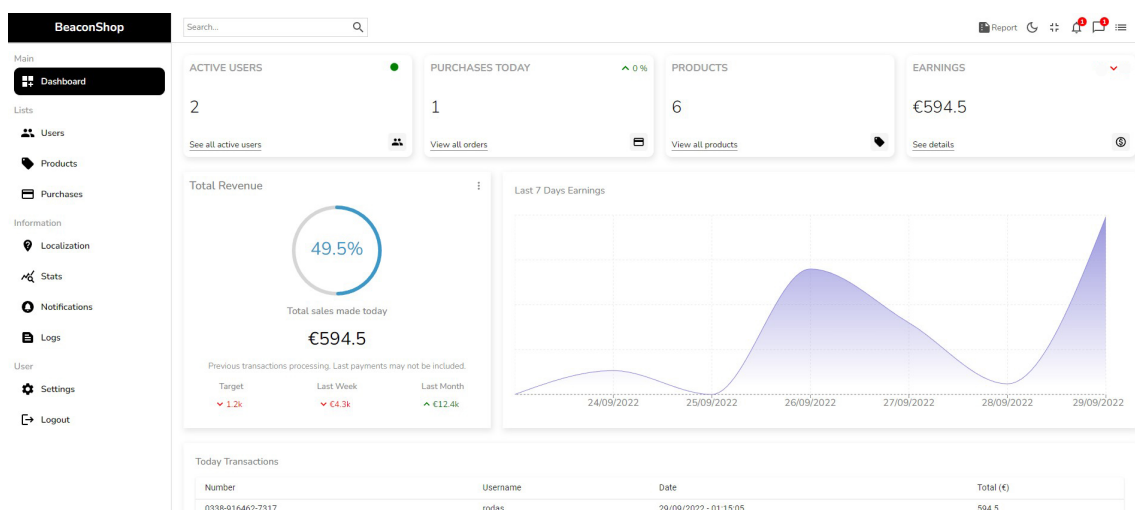 BeaconShop
Search...
Report
1
1
Main
Dashboard
Lists
Users
Products
Purchases
Information
Localization
Stats
Notifications
Logs
User
Settings
Logout
ACTIVE USERS
2
See all active users
PURCHASES TODAY
0 %
1
View all orders
PRODUCTS
6
View all products
EARNINGS
€594.5
See details
Total Revenue
49.5%
Total sales made today
€594.5
Previous transactions processing. Last payments may not be included.
Target Last Week Last Month
1.2k €4.3k €12.4k
Last 7 Days Earnings
24/09/2022 25/09/2022 26/09/2022 27/09/2022 28/09/2022 29/09/2022
Today Transactions
Number Username Date Total (€)
0338-916462-7317 rodas 29/09/2022 - 01:15:05 594.5